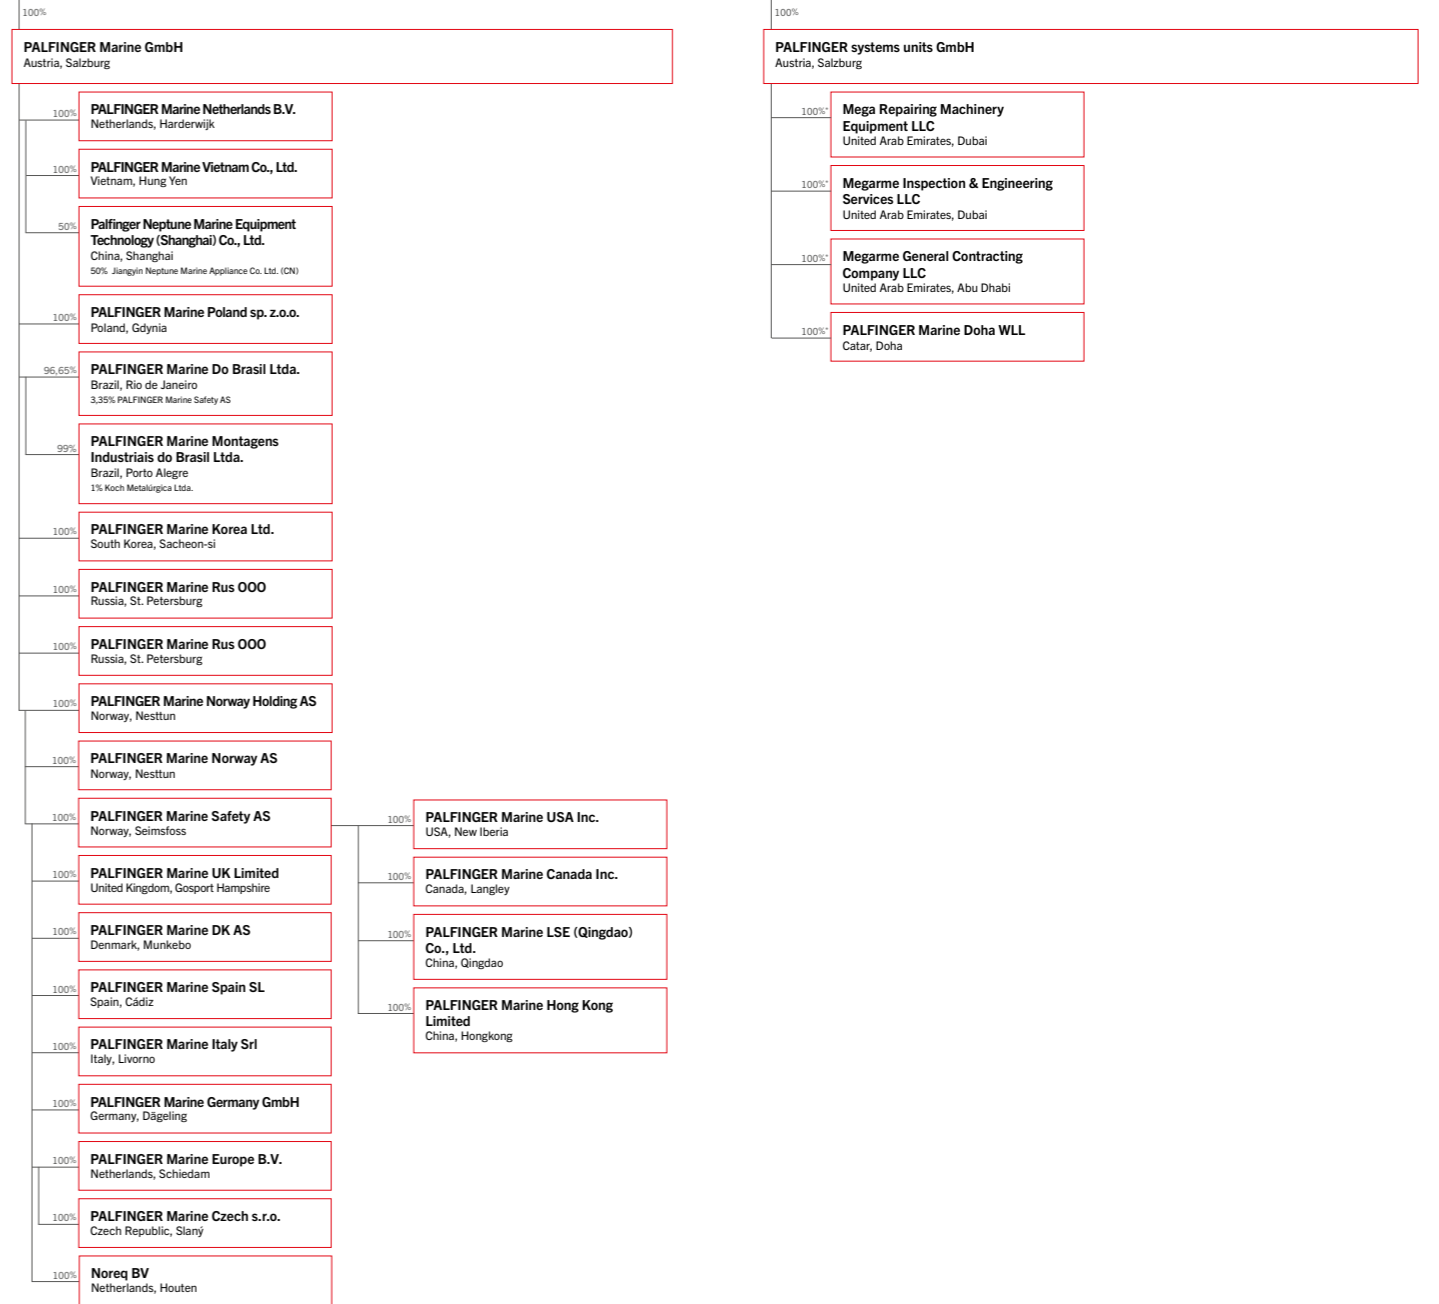 100%
PALFINGER Marine GmbH
Austria, Salzburg
100%
PALFINGER Marine Netherlands B.V.
Netherlands, Harderwijk
100%
PALFINGER Marine Vietnam Co., Ltd.
Vietnam, Hung Yen
50%
Palfinger Neptune Marine Equipment
Technology (Shanghai) Co., Ltd.
China, Shanghai
50% Jiangyin Neptune Marine Appliance Co. Ltd. (CN)
100%
PALFINGER Marine Poland sp. z.o.o.
Poland, Gdynia
96,65%
PALFINGER Marine Do Brasil Ltda.
Brazil, Rio de Janeiro
3,35% PALFINGER Marine Safety AS
99%
PALFINGER Marine Montagens
Industriais do Brasil Ltda.
Brazil, Porto Alegre
1% Koch Metalúrgica Ltda.
100%
PALFINGER Marine Korea Ltd.
South Korea, Sacheon-si
100%
PALFINGER Marine Rus OOO
Russia, St. Petersburg
100%
PALFINGER Marine Rus OOO
Russia, St. Petersburg
100%
PALFINGER Marine Norway Holding AS
Norway, Nesttun
100%
PALFINGER Marine Norway AS
Norway, Nesttun
100%
PALFINGER Marine Safety AS
Norway, Seimsfoss
100%
PALFINGER Marine UK Limited
United Kingdom, Gosport Hampshire
100%
PALFINGER Marine DK AS
Denmark, Munkebo
100%
PALFINGER Marine Spain SL
Spain, Cádiz
100%
PALFINGER Marine Italy Srl
Italy, Livorno
100%
PALFINGER Marine Germany GmbH
Germany, Dägeling
100%
PALFINGER Marine Europe B.V.
Netherlands, Schiedam
100%
PALFINGER Marine Czech s.r.o.
Czech Republic, Slaný
100%
Noreq BV
Netherlands, Houten
100%
PALFINGER Marine USA Inc.
USA, New Iberia
100%
PALFINGER Marine Canada Inc.
Canada, Langley
100%
PALFINGER Marine LSE (Qingdao)
Co., Ltd.
China, Qingdao
100%
PALFINGER Marine Hong Kong
Limited
China, Hongkong
100%
PALFINGER systems units GmbH
Austria, Salzburg
100%*
Mega Repairing Machinery
Equipment LLC
United Arab Emirates, Dubai
100%*
Megarme Inspection & Engineering
Services LLC
United Arab Emirates, Dubai
100%*
Megarme General Contracting
Company LLC
United Arab Emirates, Abu Dhabi
100%*
PALFINGER Marine Doha WLL
Catar, Doha